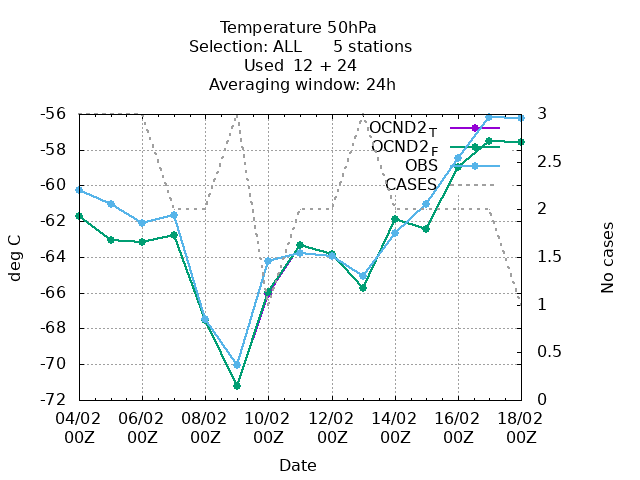 Temperature 50hPa
Selection: ALL 5 stations
Used 12 + 24
Averaging window: 24h
OCND2T
OCND2F
OBS
CASES
-56
-58
-60
-62
-64
-66
-68
-70
-72
deg C
3
2.5
2
1.5
1
0.5
0
No cases
04/02 06/02 08/02 10/02 12/02 14/02 16/02 18/02
00Z 00Z 00Z 00Z 00Z 00Z 00Z 00Z
Date